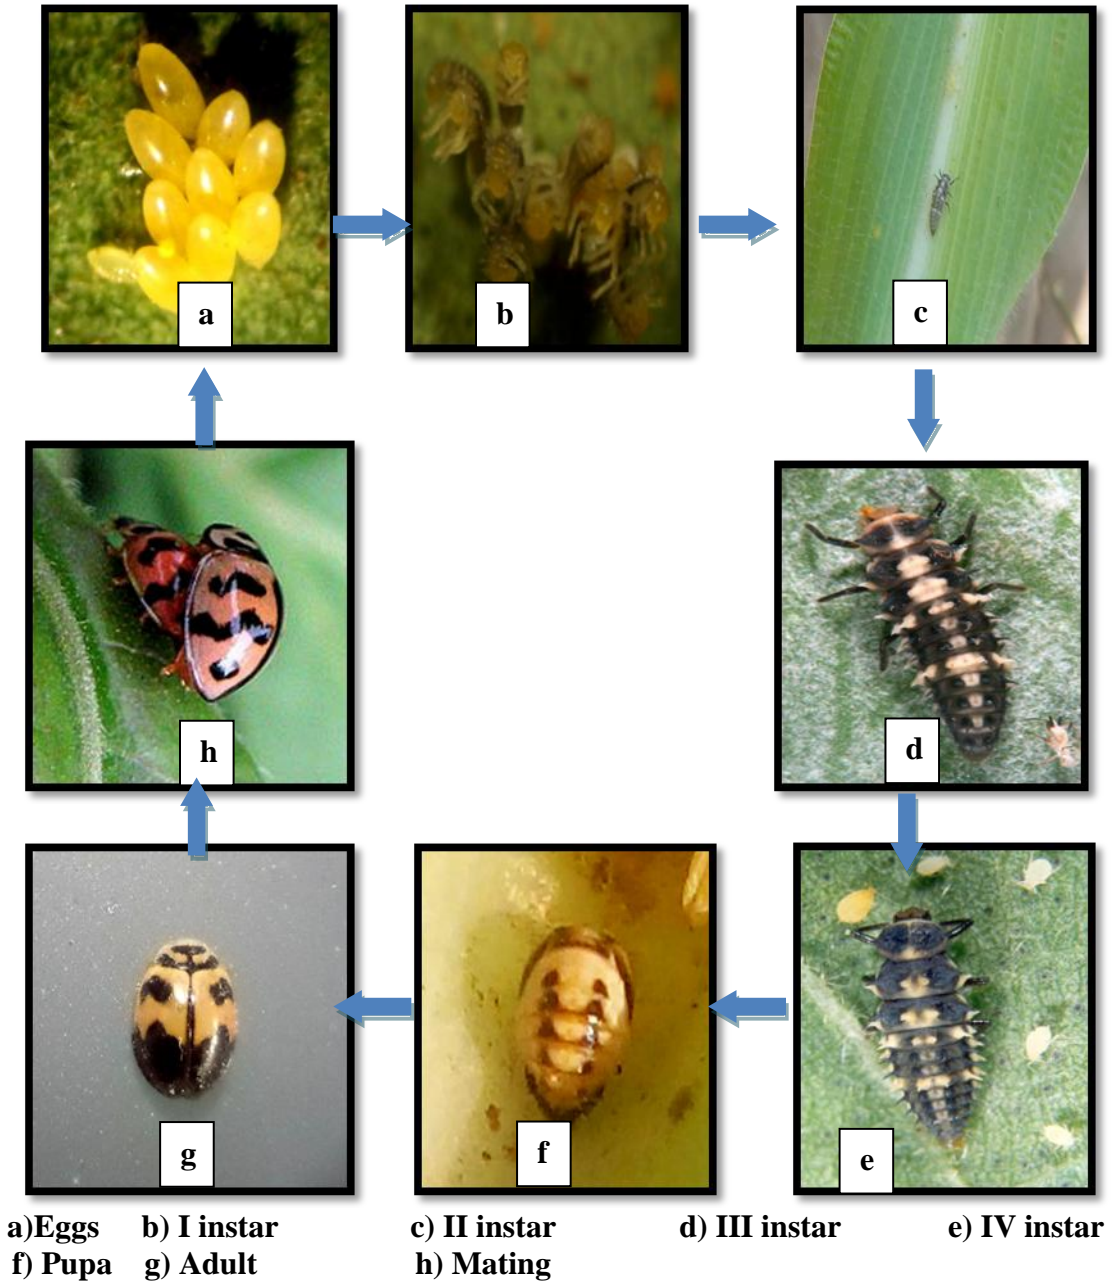 a
b
c
h
d
g
f
e
a)Eggs b) I instar c) II instar d) III instar e) IV instar
f) Pupa g) Adult h) Mating